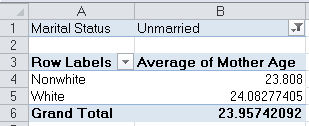 A B
1 Marital Status Unmarried
2
3 Row Labels Average of Mother Age
4 Nonwhite 23.808
5 White 24.08277405
6 Grand Total 23.95742092